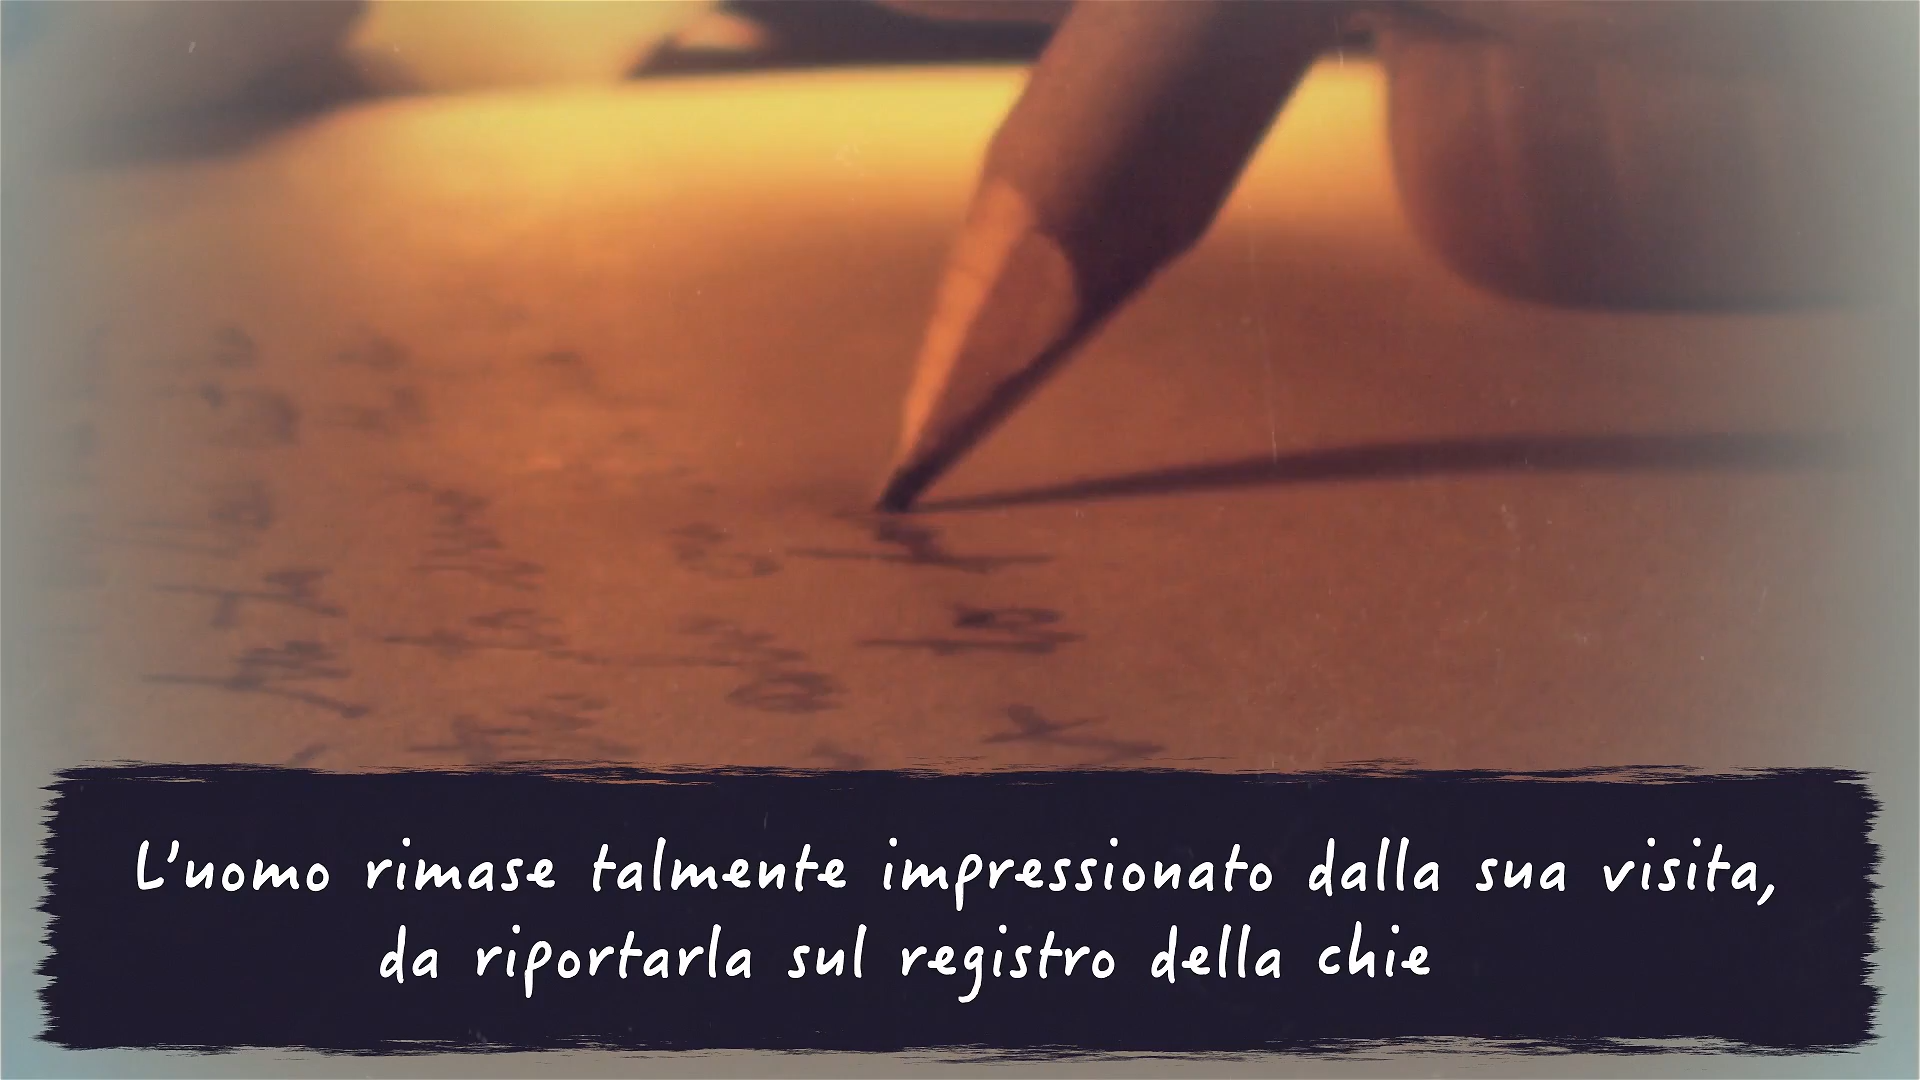 L'uomo rimase talmente impressionato dalla sua visita,
da riportarla sul registro della chie